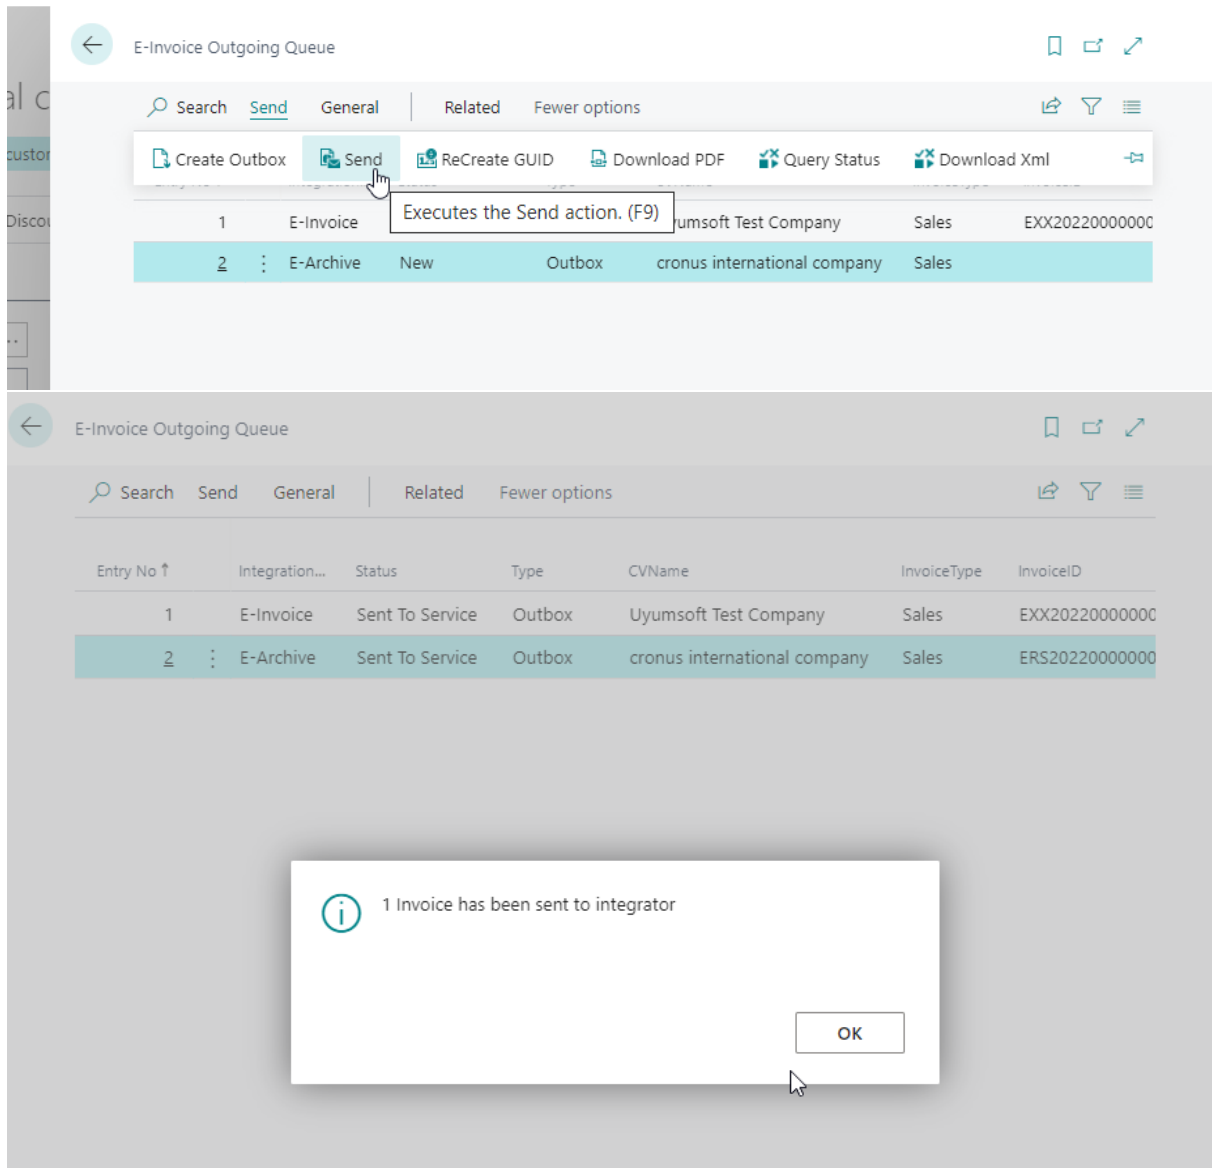 E-Invoice Outgoing Queue
al c
Search Send General Related Fewer options
custor
Create Outbox Send ReCreate GUID Download PDF Query Status Download Xml
Executes the Send action. (F9)
Discou
1 E-Invoice yumsoft Test Company Sales EXX20220000000
2 E-Archive New Outbox cronus international company Sales
E-Invoice Outgoing Queue
Search Send General Related Fewer options
Entry No ↑ Integration... Status Type CVName InvoiceType InvoiceID
1 E-Invoice Sent To Service Outbox Uyumsoft Test Company Sales EXX20220000000
2 E-Archive Sent To Service Outbox cronus international company Sales ERS20220000000
1 Invoice has been sent to integrator
OK